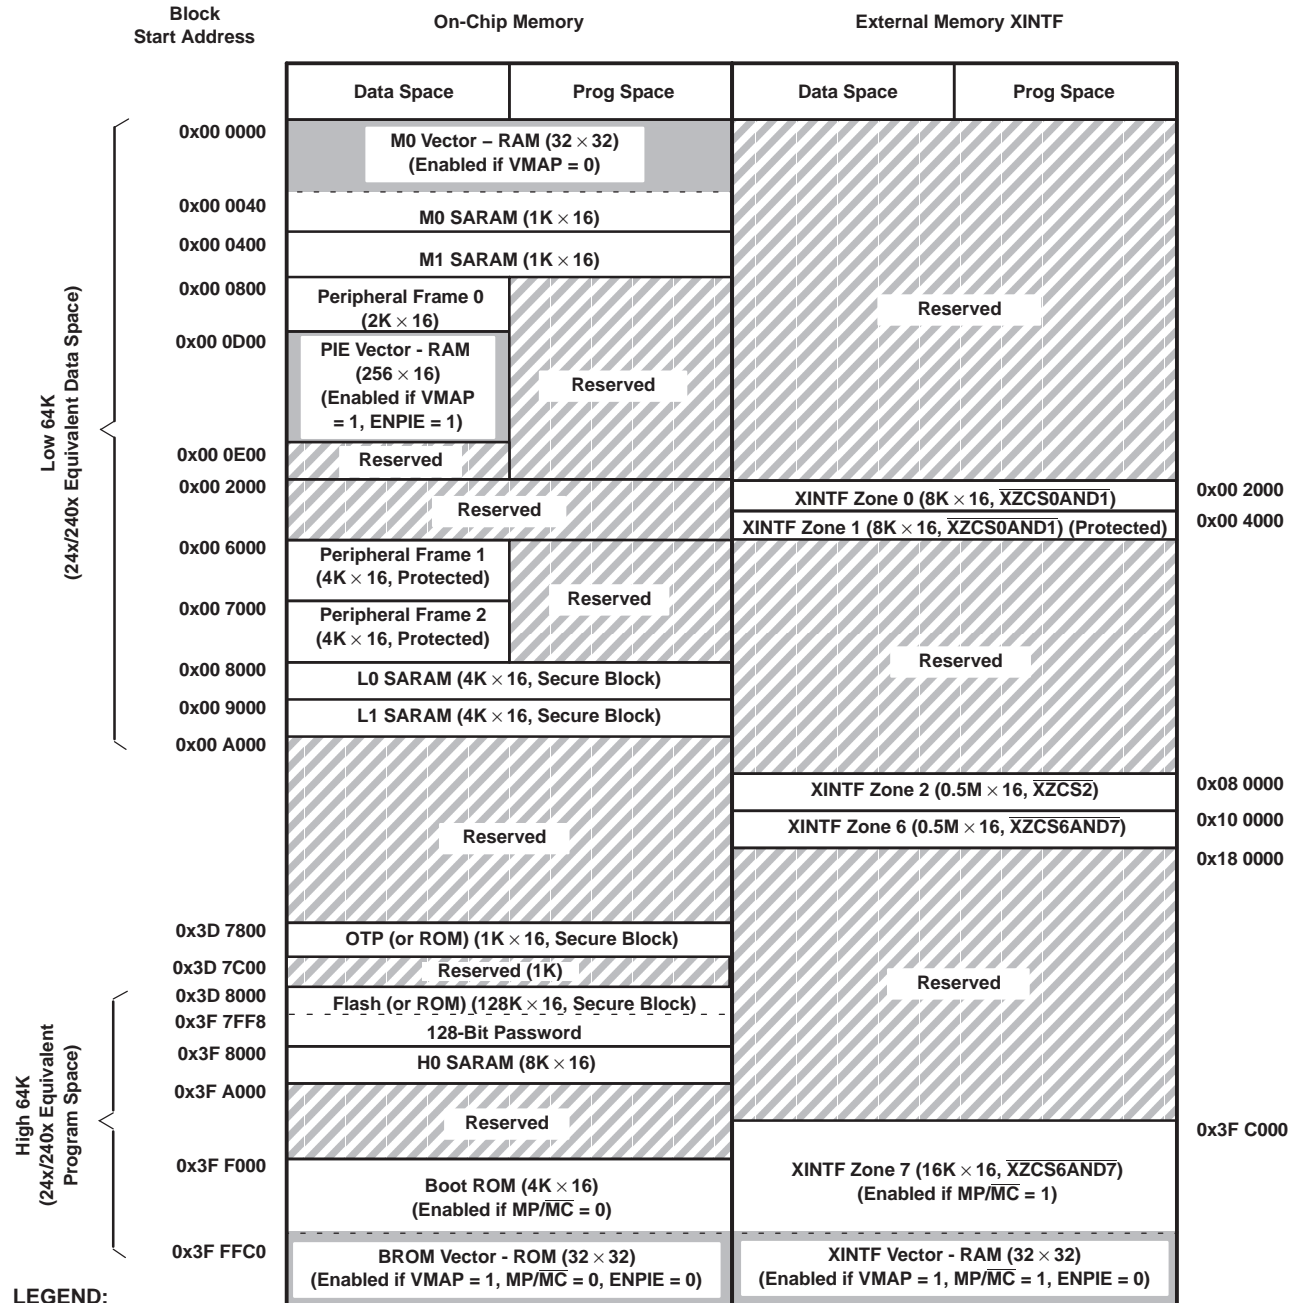 Block
Start Address
On-Chip Memory
External Memory XINTF
Data Space
Prog Space
Data Space
Prog Space
Low 64K
(24x/240x Equivalent Data Space)
0x00 0000
M0 Vector – RAM (32 × 32)
(Enabled if VMAP = 0)
0x00 0040
M0 SARAM (1K × 16)
0x00 0400
M1 SARAM (1K × 16)
0x00 0800
Peripheral Frame 0
(2K × 16)
0x00 0D00
PIE Vector - RAM
(256 × 16)
(Enabled if VMAP
= 1, ENPIE = 1)
Reserved
Reserved
0x00 0E00
Reserved
0x00 2000
Reserved
XINTF Zone 0 (8K × 16, XZCS0AND1)
0x00 2000
XINTF Zone 1 (8K × 16, XZCS0AND1) (Protected)
0x00 4000
0x00 6000
Peripheral Frame 1
(4K × 16, Protected)
Reserved
0x00 7000
Peripheral Frame 2
(4K × 16, Protected)
Reserved
0x00 8000
L0 SARAM (4K × 16, Secure Block)
0x00 9000
L1 SARAM (4K × 16, Secure Block)
0x00 A000
Reserved
XINTF Zone 2 (0.5M × 16, XZCS2)
0x08 0000
XINTF Zone 6 (0.5M × 16, XZCS6AND7)
0x10 0000
0x18 0000
0x3D 7800
OTP (or ROM) (1K × 16, Secure Block)
0x3D 7C00
Reserved (1K)
Reserved
High 64K
(24x/240x Equivalent
Program Space)
0x3D 8000
Flash (or ROM) (128K × 16, Secure Block)
0x3F 7FF8
128-Bit Password
0x3F 8000
H0 SARAM (8K × 16)
0x3F A000
Reserved
0x3F C000
0x3F F000
Boot ROM (4K × 16)
(Enabled if MP/MC = 0)
XINTF Zone 7 (16K × 16, XZCS6AND7)
(Enabled if MP/MC = 1)
0x3F FFC0
BROM Vector - ROM (32 × 32)
(Enabled if VMAP = 1, MP/MC = 0, ENPIE = 0)
XINTF Vector - RAM (32 × 32)
(Enabled if VMAP = 1, MP/MC = 1, ENPIE = 0)
LEGEND: